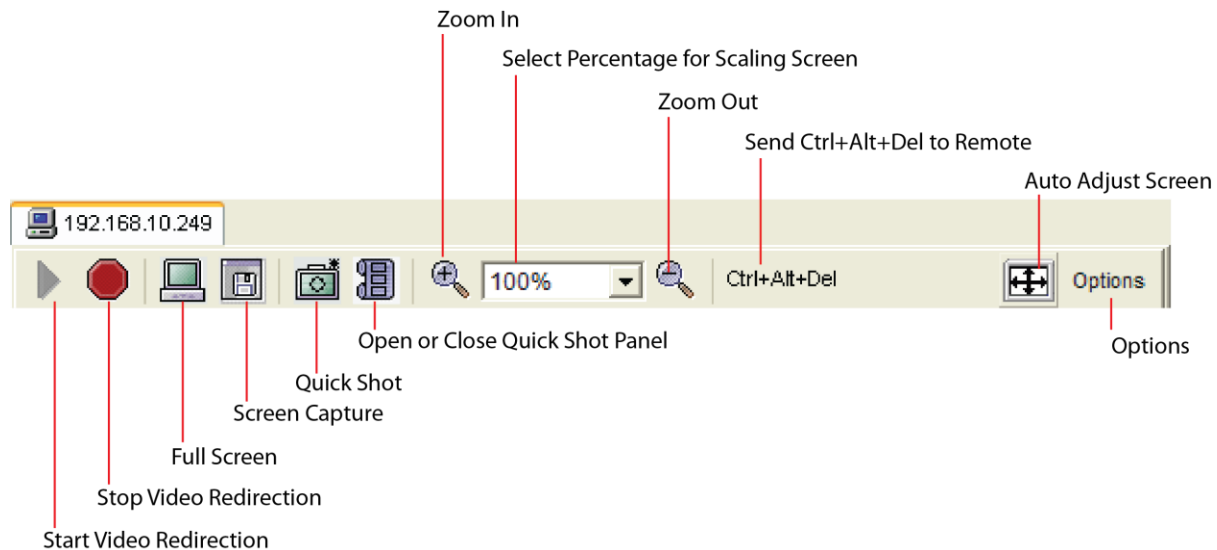 Zoom In
Select Percentage for Scaling Screen
Zoom Out
Send Ctrl+Alt+Del to Remote
Auto Adjust Screen
192.168.10.249
100%
Ctrl+Alt+Del
Options
Open or Close Quick Shot Panel
Options
Quick Shot
Screen Capture
Full Screen
Stop Video Redirection
Start Video Redirection